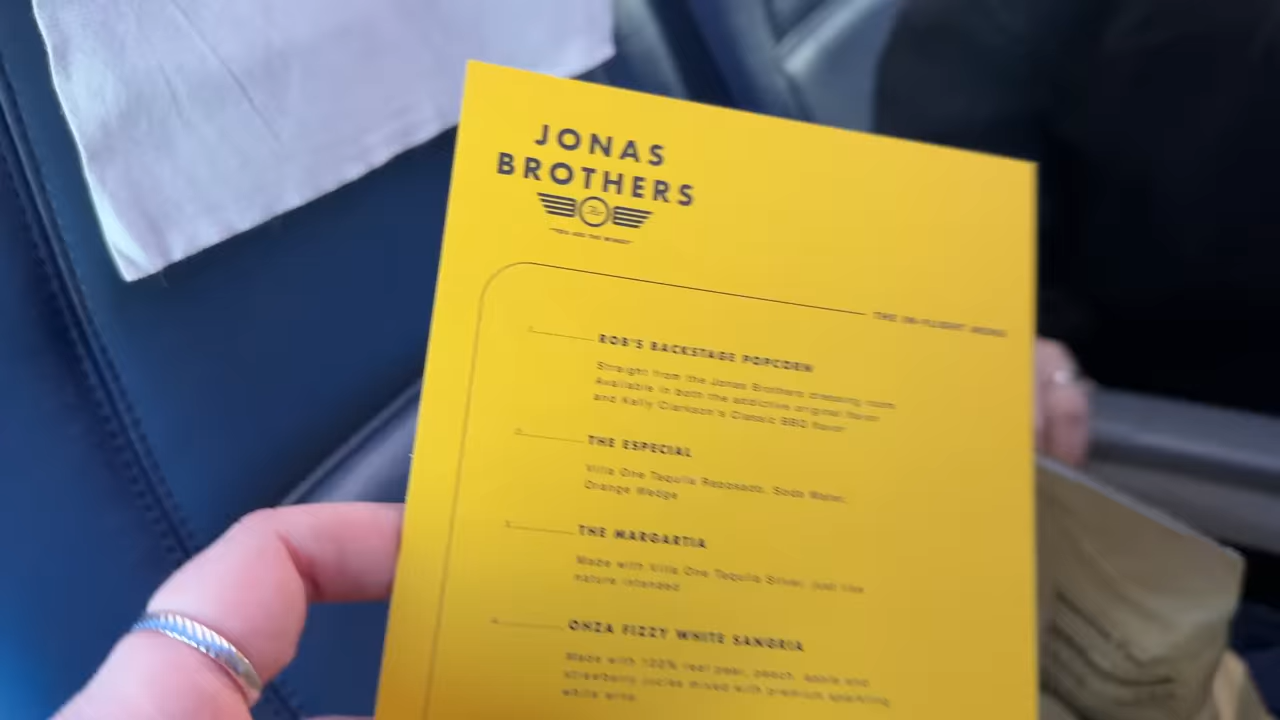 JONAS
BROTHERS
THE IN-FLIGHT MENU
ROB'S BACKSTAGE POPCORN
Straight from the Jonas Brothers dressing room
Available in both the addictive original flavor
and Kelly Clarkson's Classic BBQ flavor
THE ESPECIAL
Villa One Tequila Reposado, Soda Water,
Orange Wedge
THE MARGARTIA
Made with Villa One Tequila Silver, just like
nature intended
OHZA FIZZY WHITE SANGRIA
Made with 100% real pear, peach, apple and
strawberry juices mixed with premium sparkling
white wine